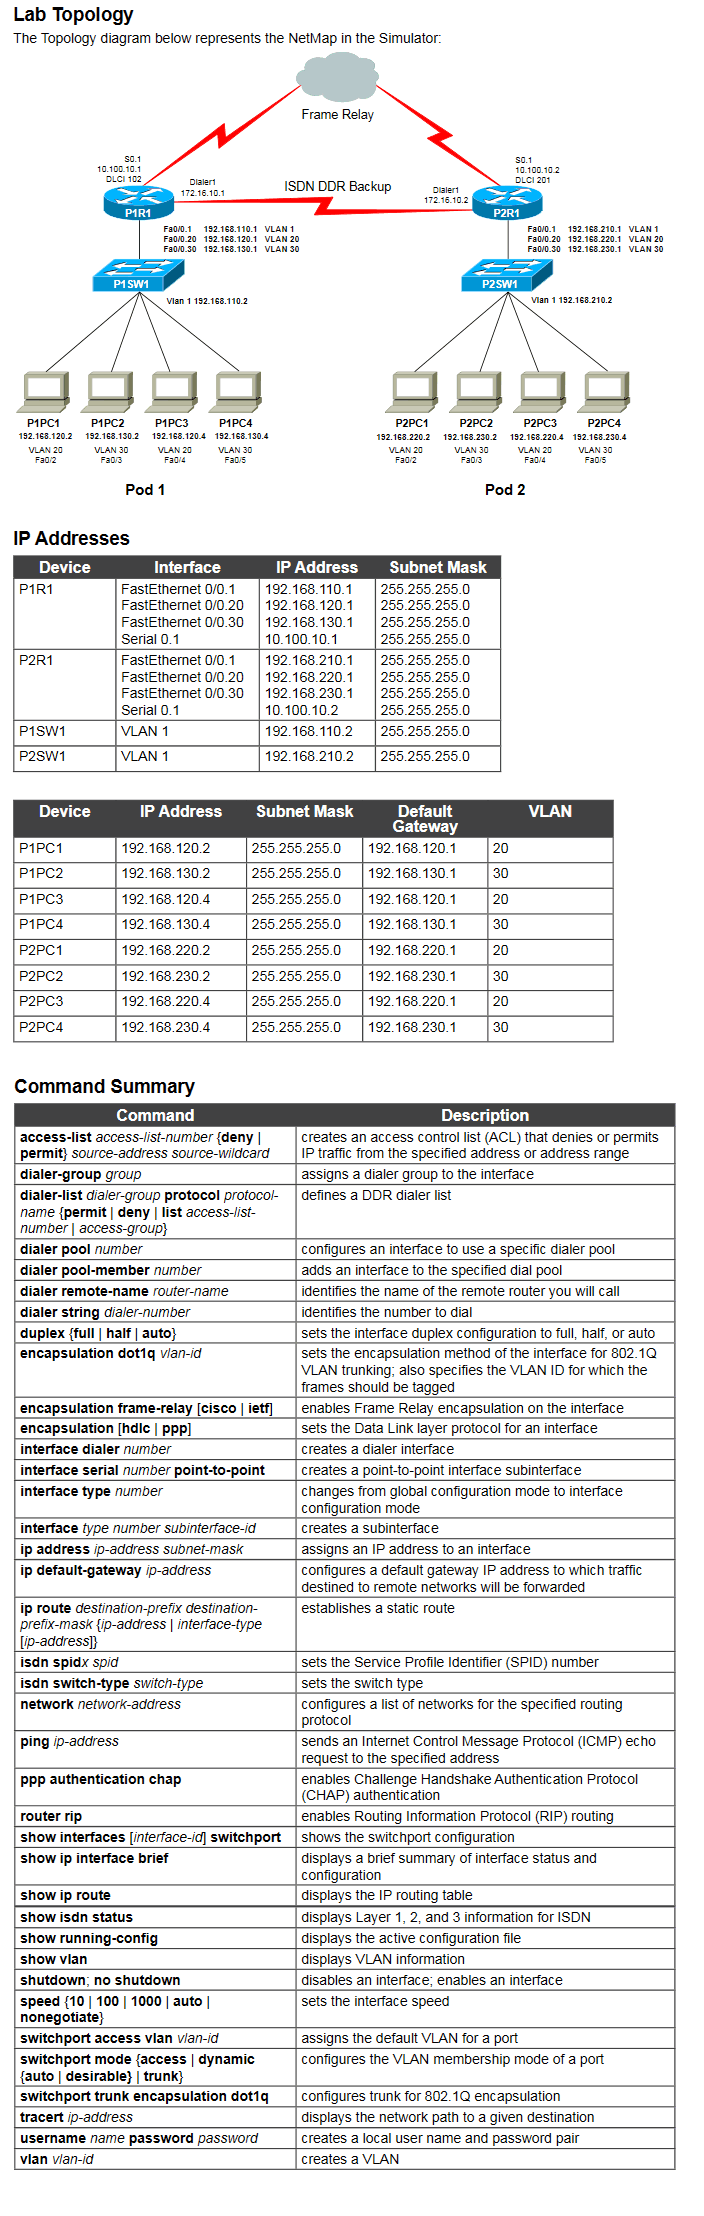 Lab Topology
The Topology diagram below represents the NetMap in the Simulator:
Frame Relay
S0.1
10.100.10.1
DLCI 102
S0.1
10.100.10.2
DLCI 201
Dialer1
172.16.10.1
ISDN DDR Backup
Dialer1
172.16.10.2
P1R1
P2R1
Fa0/0.1 192.168.110.1 VLAN 1
Fa0/0.20 192.168.120.1 VLAN 20
Fa0/0.30 192.168.130.1 VLAN 30
Fa0/0.1 192.168.210.1 VLAN 1
Fa0/0.20 192.168.220.1 VLAN 20
Fa0/0.30 192.168.230.1 VLAN 30
P1SW1
Vlan 1 192.168.110.2
P2SW1
Vlan 1 192.168.210.2
P1PC1
192.168.120.2
VLAN 20
Fa0/2
P1PC2
192.168.130.2
VLAN 30
Fa0/3
P1PC3
192.168.120.4
VLAN 20
Fa0/4
P1PC4
192.168.130.4
VLAN 30
Fa0/5
P2PC1
192.168.220.2
VLAN 20
Fa0/2
P2PC2
192.168.230.2
VLAN 30
Fa0/3
P2PC3
192.168.220.4
VLAN 20
Fa0/4
P2PC4
192.168.230.4
VLAN 30
Fa0/5
Pod 1
Pod 2
IP Addresses
Device Interface IP Address Subnet Mask
P1R1 FastEthernet 0/0.1 192.168.110.1 255.255.255.0
FastEthernet 0/0.20 192.168.120.1 255.255.255.0
FastEthernet 0/0.30 192.168.130.1 255.255.255.0
Serial 0.1 10.100.10.1 255.255.255.0
P2R1 FastEthernet 0/0.1 192.168.210.1 255.255.255.0
FastEthernet 0/0.20 192.168.220.1 255.255.255.0
FastEthernet 0/0.30 192.168.230.1 255.255.255.0
Serial 0.1 10.100.10.2 255.255.255.0
P1SW1 VLAN 1 192.168.110.2 255.255.255.0
P2SW1 VLAN 1 192.168.210.2 255.255.255.0
Device IP Address Subnet Mask Default Gateway VLAN
P1PC1 192.168.120.2 255.255.255.0 192.168.120.1 20
P1PC2 192.168.130.2 255.255.255.0 192.168.130.1 30
P1PC3 192.168.120.4 255.255.255.0 192.168.120.1 20
P1PC4 192.168.130.4 255.255.255.0 192.168.130.1 30
P2PC1 192.168.220.2 255.255.255.0 192.168.220.1 20
P2PC2 192.168.230.2 255.255.255.0 192.168.230.1 30
P2PC3 192.168.220.4 255.255.255.0 192.168.220.1 20
P2PC4 192.168.230.4 255.255.255.0 192.168.230.1 30
Command Summary
Command Description
access-list access-list-number {deny |
permit} source-address source-wildcard
creates an access control list (ACL) that denies or permits
IP traffic from the specified address or address range
dialer-group group
assigns a dialer group to the interface
dialer-list dialer-group protocol protocol-
name {permit | deny | list access-list-
number | access-group}
defines a DDR dialer list
dialer pool number
configures an interface to use a specific dialer pool
dialer pool-member number
adds an interface to the specified dial pool
dialer remote-name router-name
identifies the name of the remote router you will call
dialer string dialer-number
identifies the number to dial
duplex {full | half | auto}
sets the interface duplex configuration to full, half, or auto
encapsulation dot1q vlan-id
sets the encapsulation method of the interface for 802.1Q
VLAN trunking; also specifies the VLAN ID for which the
frames should be tagged
encapsulation frame-relay [cisco | ietf]
enables Frame Relay encapsulation on the interface
encapsulation [hdlc | ppp]
sets the Data Link layer protocol for an interface
interface dialer number
creates a dialer interface
interface serial number point-to-point
creates a point-to-point interface subinterface
interface type number
changes from global configuration mode to interface
configuration mode
interface type number subinterface-id
creates a subinterface
ip address ip-address subnet-mask
assigns an IP address to an interface
ip default-gateway ip-address
configures a default gateway IP address to which traffic
destined to remote networks will be forwarded
ip route destination-prefix destination-
prefix-mask {ip-address | interface-type
[ip-address]}
establishes a static route
isdn spidx spid
sets the Service Profile Identifier (SPID) number
isdn switch-type switch-type
sets the switch type
network network-address
configures a list of networks for the specified routing
protocol
ping ip-address
sends an Internet Control Message Protocol (ICMP) echo
request to the specified address
ppp authentication chap
enables Challenge Handshake Authentication Protocol
(CHAP) authentication
router rip
enables Routing Information Protocol (RIP) routing
show interfaces [interface-id] switchport
shows the switchport configuration
show ip interface brief
displays a brief summary of interface status and
configuration
show ip route
displays the IP routing table
show isdn status
displays Layer 1, 2, and 3 information for ISDN
show running-config
displays the active configuration file
show vlan
displays VLAN information
shutdown; no shutdown
disables an interface; enables an interface
speed {10 | 100 | 1000 | auto |
nonegotiate}
sets the interface speed
switchport access vlan vlan-id
assigns the default VLAN for a port
switchport mode {access | dynamic
{auto | desirable} | trunk}
configures the VLAN membership mode of a port
switchport trunk encapsulation dot1q
configures trunk for 802.1Q encapsulation
tracert ip-address
displays the network path to a given destination
username name password password
creates a local user name and password pair
vlan vlan-id
creates a VLAN